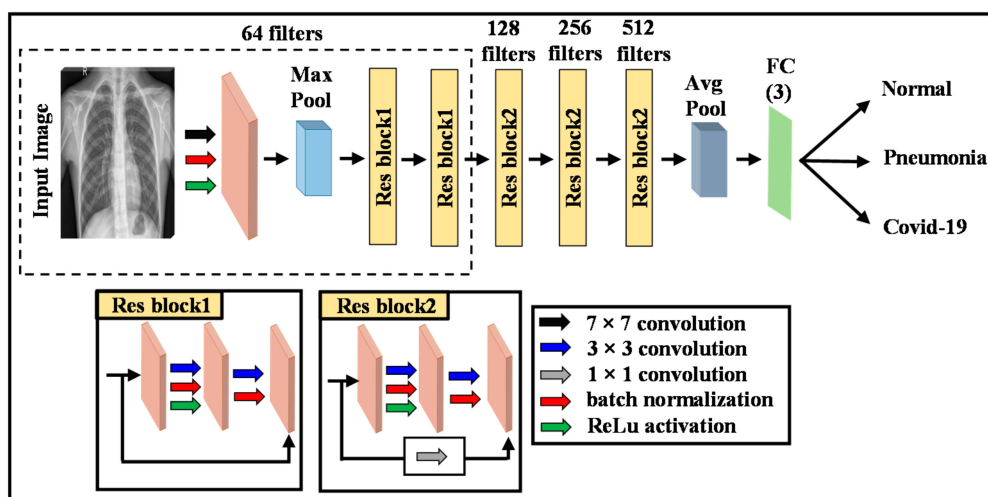 64 filters
128
filters
256
filters
512
filters
Input Image
R
Max
Pool
Res block1
Res block1
Res block2
Res block2
Res block2
Avg
Pool
FC
(3)
Normal
Pneumonia
Covid-19
Res block1
Res block2
7 × 7 convolution
3 × 3 convolution
1 × 1 convolution
batch normalization
ReLu activation